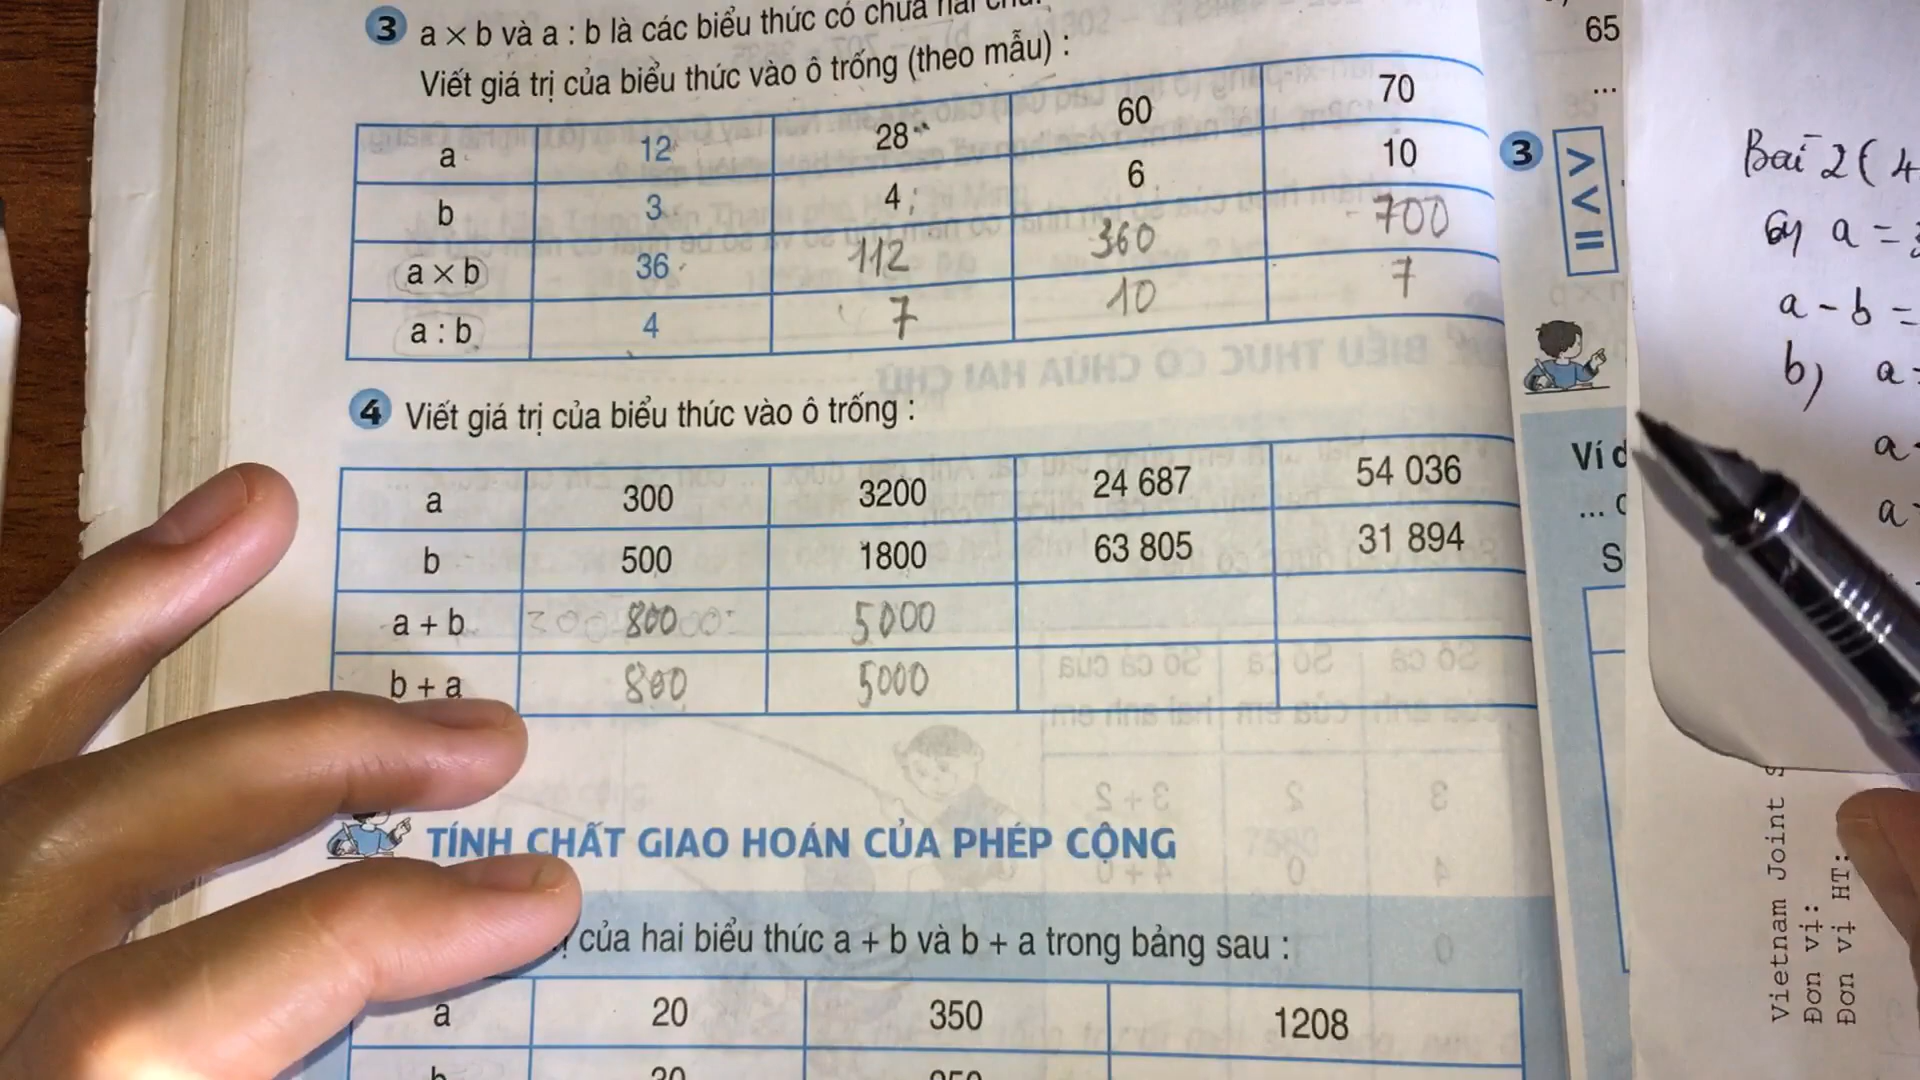 3 a × b và a : b là các biểu thức có chứa hai
Viết giá trị của biểu thức vào ô trống (theo mẫu) :
a 12 28 60 70
b 3 4 6 10
a × b 36 112 360 700
a : b 4 7 10 7
4 Viết giá trị của biểu thức vào ô trống :
a 300 3200 24 687 54 036
b 500 1800 63 805 31 894
a + b 800 5000
b + a 800 5000
TÍNH CHẤT GIAO HOÁN CỦA PHÉP CỘNG
của hai biểu thức a + b và b + a trong bảng sau :
a 20 350 1208
65
...
3 > < =
Ví d
...
S
Bài 2 ( 4
a =
a - b =
b) a
a
a
Vietnam Joint S
Đơn vị:
Đơn vị HT: